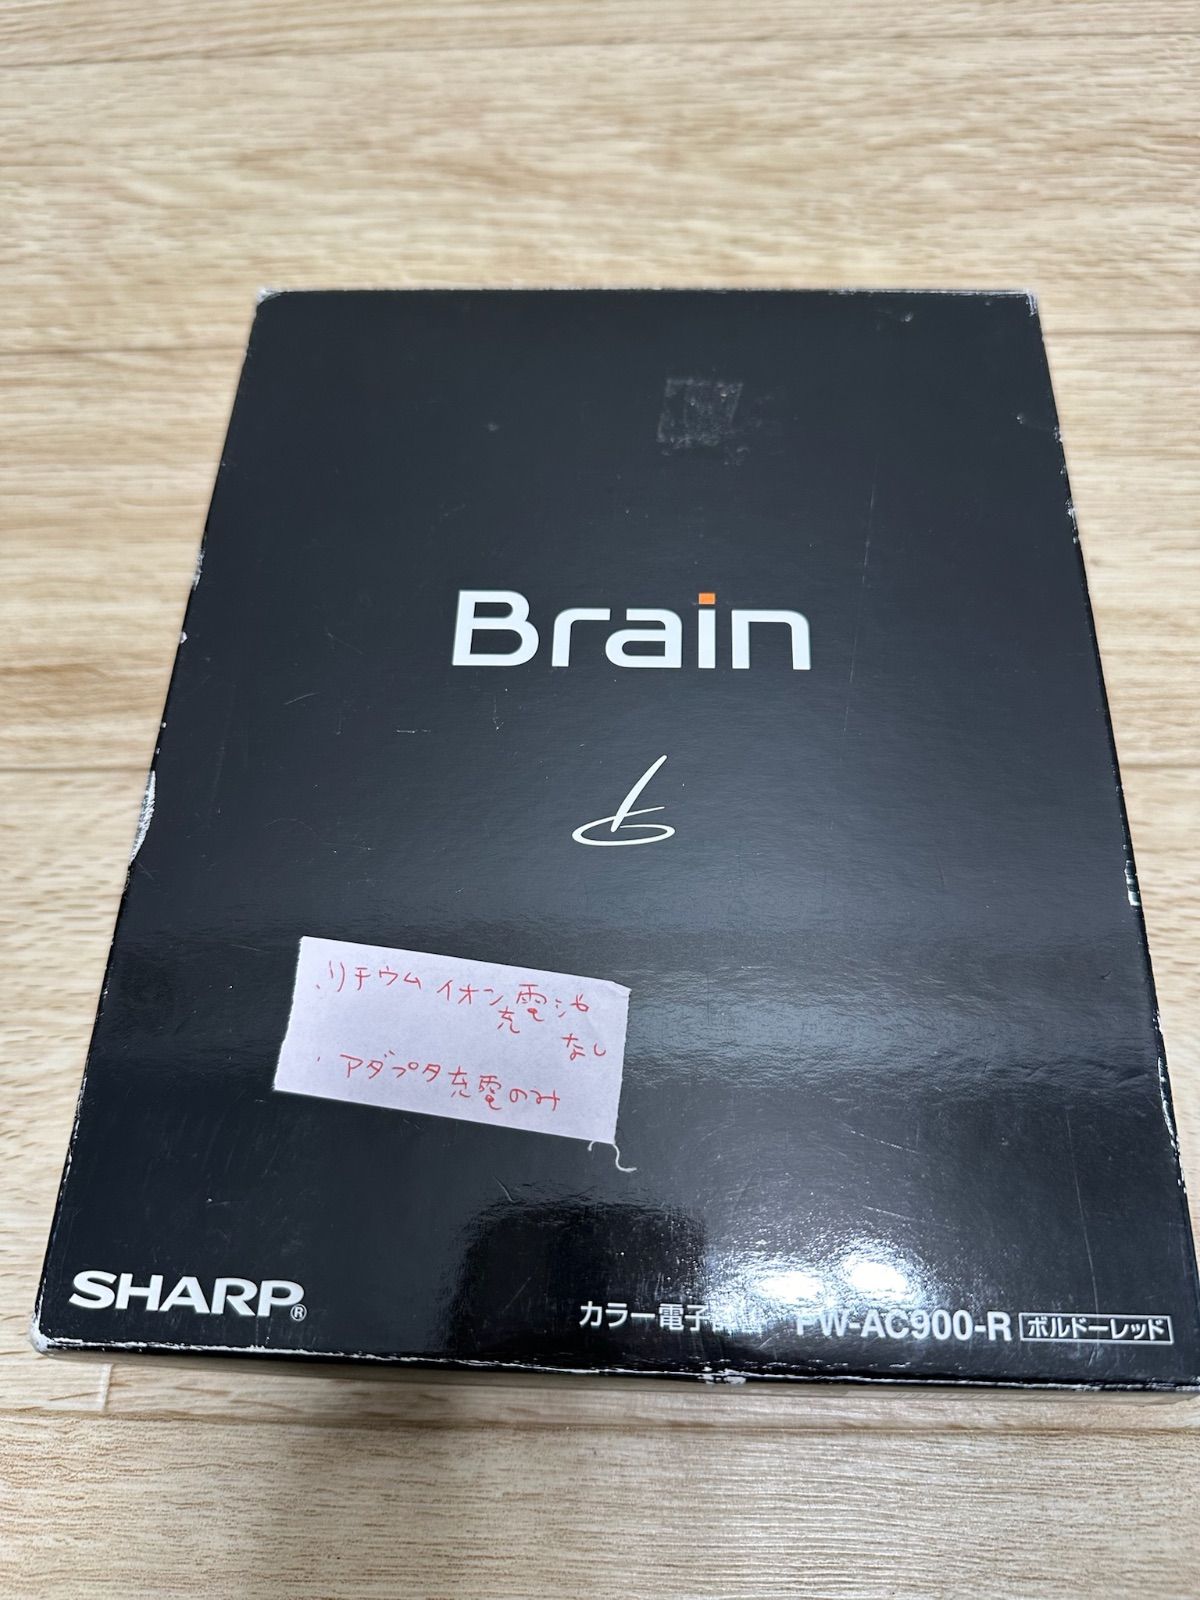 Brain
・リチウムイオン電池
充
なし
・アダプタ充電のみ
SHARP®
カラー電子 PW-AC900-R ボルドーレッド